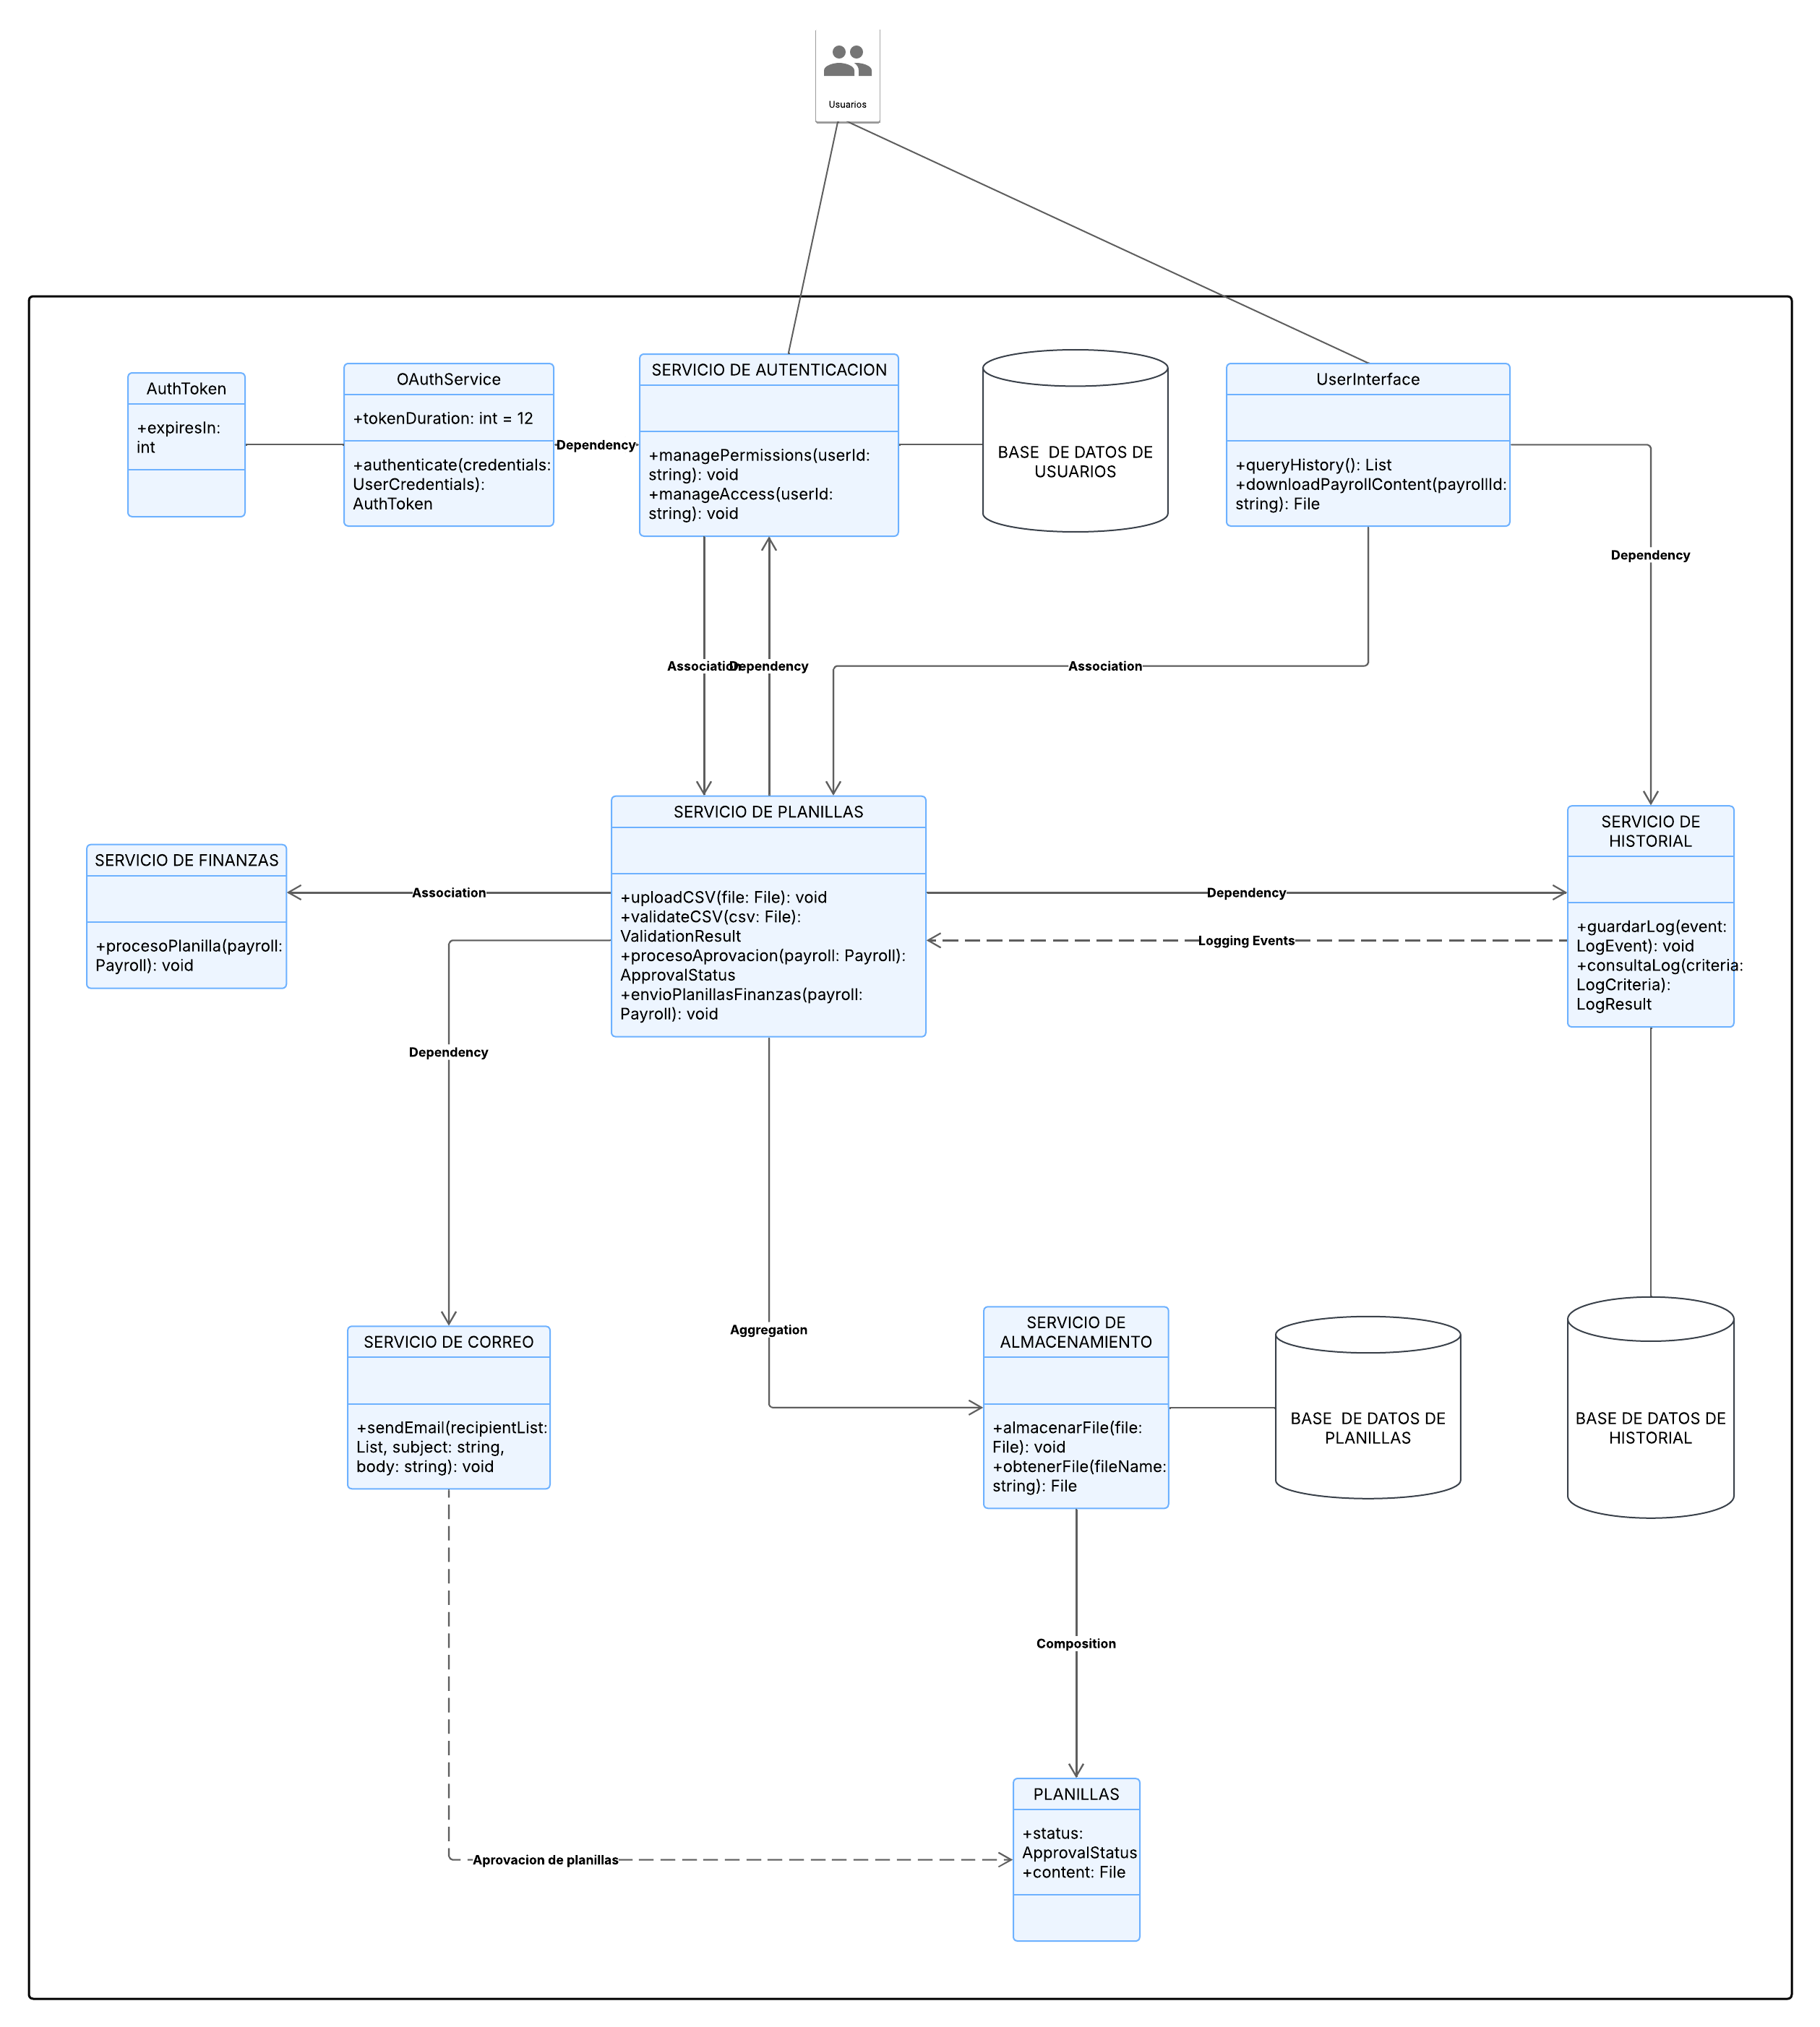 Usuarios
AuthToken
+expiresIn:
int
OAuthService
+tokenDuration: int = 12
+authenticate(credentials:
UserCredentials):
AuthToken
Dependency
SERVICIO DE AUTENTICACION
+managePermissions(userId:
string): void
+manageAccess(userId:
string): void
BASE  DE DATOS DE
USUARIOS
UserInterface
+queryHistory(): List
+downloadPayrollContent(payrollId:
string): File
Dependency
Association
Dependency
Association
SERVICIO DE FINANZAS
+procesoPlanilla(payroll:
Payroll): void
Association
SERVICIO DE PLANILLAS
+uploadCSV(file: File): void
+validateCSV(csv: File):
ValidationResult
+procesoAprovacion(payroll: Payroll):
ApprovalStatus
+envioPlanillasFinanzas(payroll:
Payroll): void
Dependency
Logging Events
SERVICIO DE
HISTORIAL
+guardarLog(event:
LogEvent): void
+consultaLog(criteria:
LogCriteria):
LogResult
Dependency
Aggregation
SERVICIO DE CORREO
+sendEmail(recipientList:
List, subject: string,
body: string): void
SERVICIO DE
ALMACENAMIENTO
+almacenarFile(file:
File): void
+obtenerFile(fileName:
string): File
BASE  DE DATOS DE
PLANILLAS
BASE DE DATOS DE
HISTORIAL
Composition
Aprovacion de planillas
PLANILLAS
+status:
ApprovalStatus
+content: File